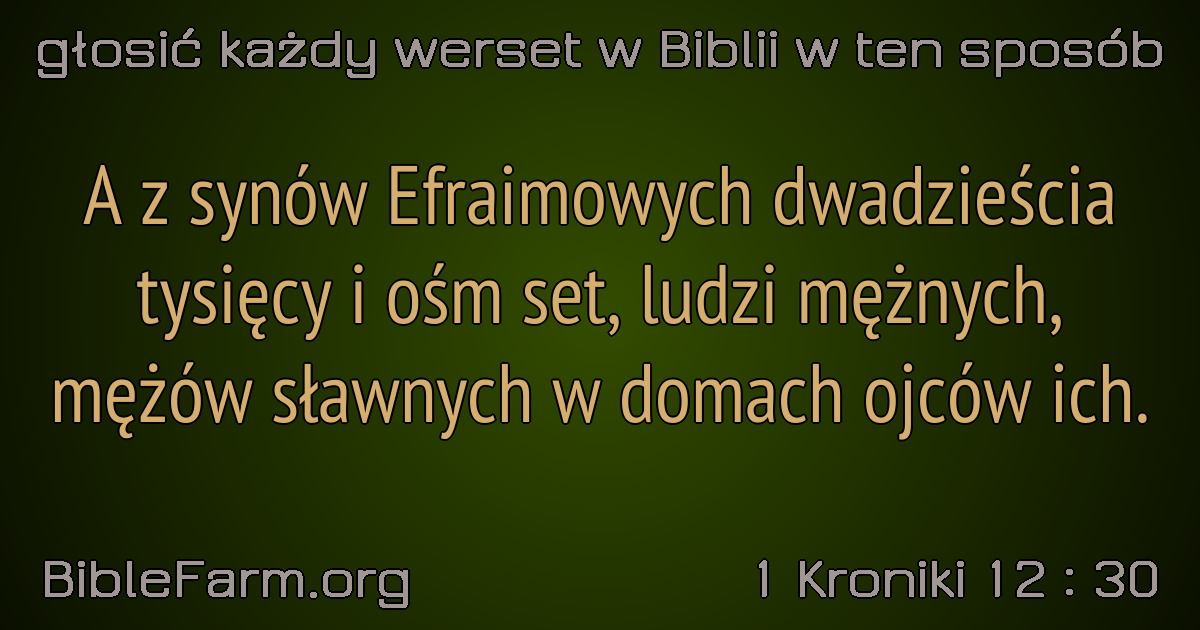 głosić każdy werset w Biblii w ten sposób
A z synów Efraimowych dwadzieścia
tysięcy i ośm set, ludzi mężnych,
mężów sławnych w domach ojców ich.
BibleFarm.org
1 Kroniki 12 : 30